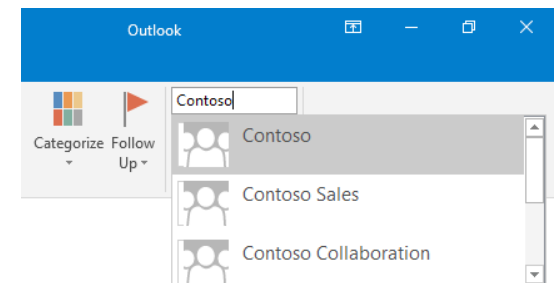 Outlook
Contoso
Categorize Follow
Up
Contoso
Contoso Sales
Contoso Collaboration